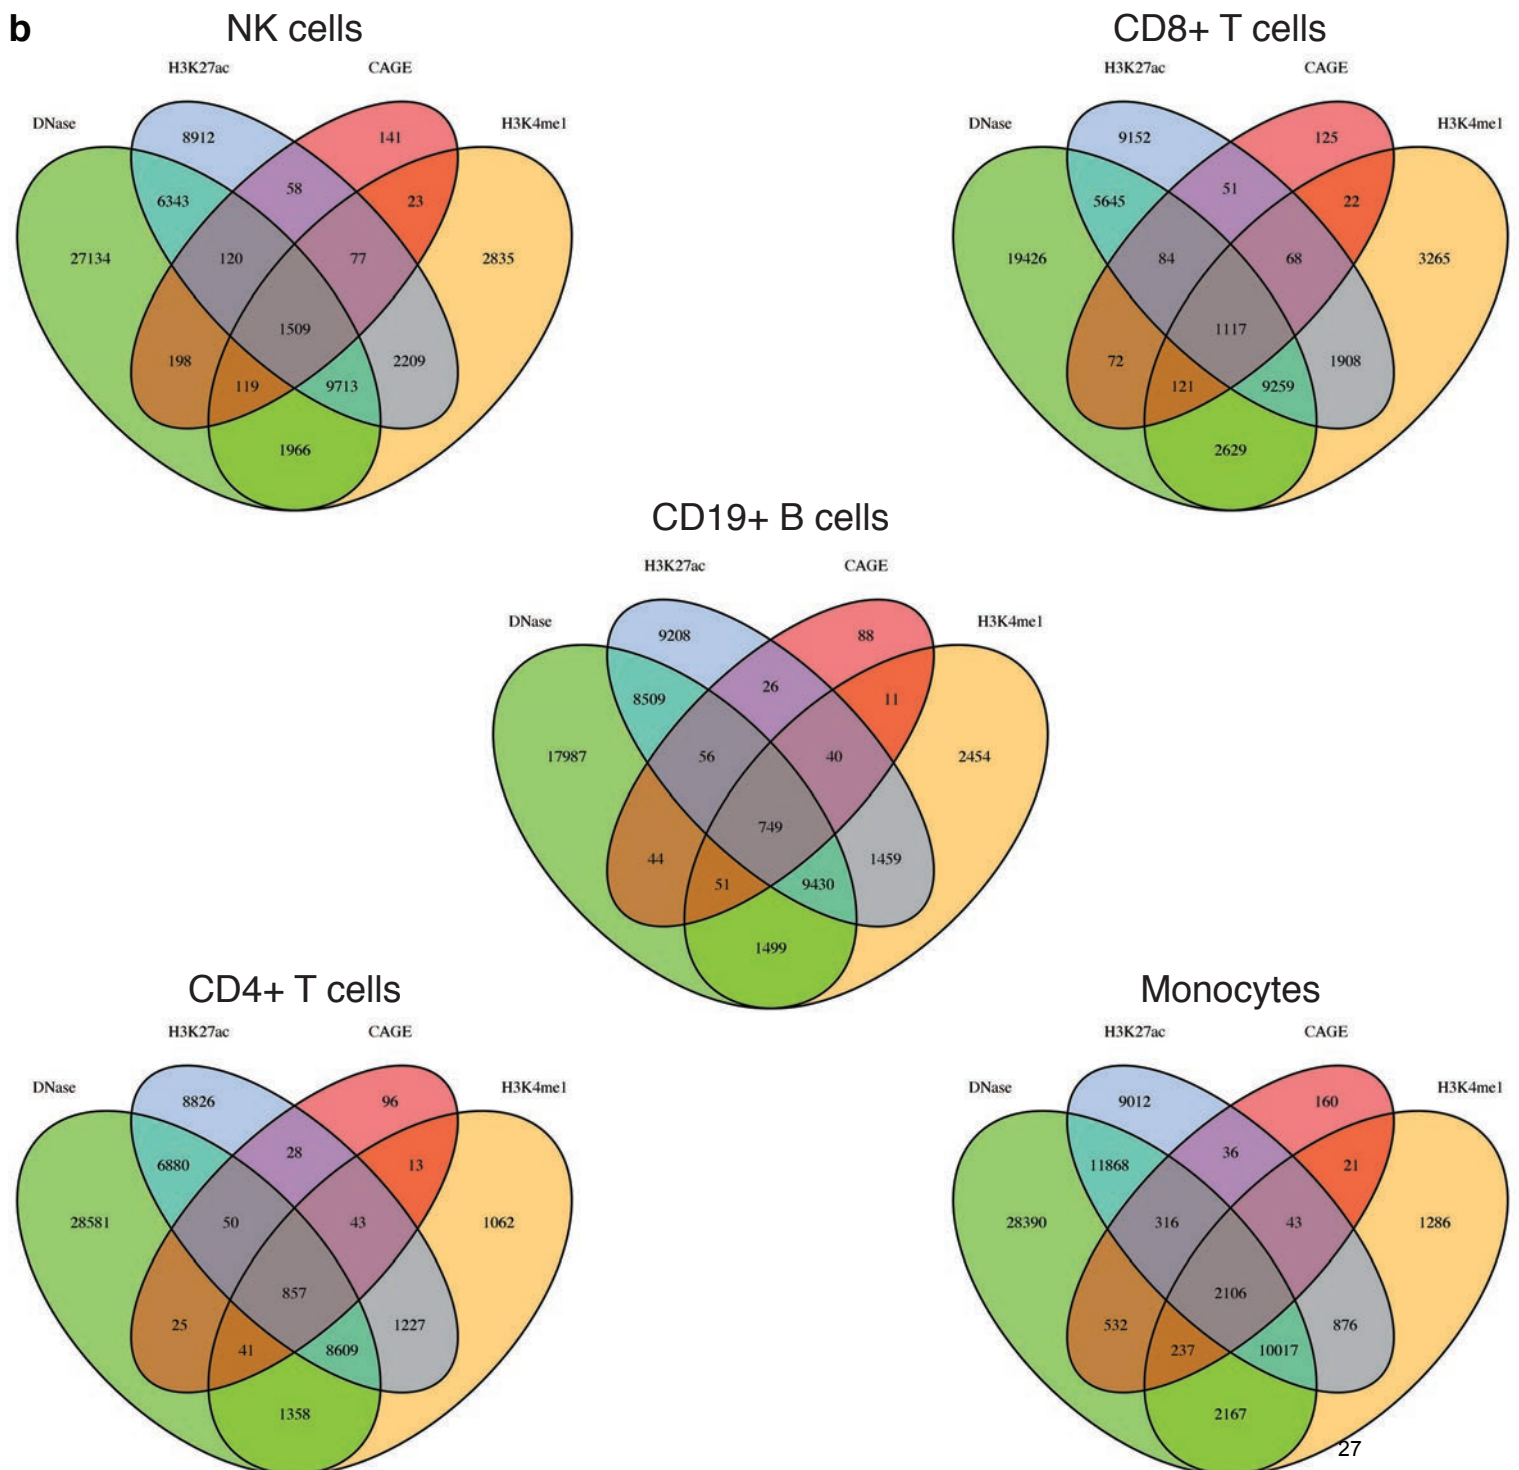 b
NK cells
H3K27ac CAGE
DNase H3K4me1
8912 141
6343 58 23
27134 120 77 2835
1509
198 119 9713 2209
1966
CD8+ T cells
H3K27ac CAGE
DNase H3K4me1
9152 125
5645 51 22
19426 84 68 3265
1117
72 121 9259 1908
2629
CD19+ B cells
H3K27ac CAGE
DNase H3K4me1
9208 88
8509 26 11
17987 56 40 2454
749
44 51 9430 1459
1499
CD4+ T cells
H3K27ac CAGE
DNase H3K4me1
8826 96
6880 28 13
28581 50 43 1062
857
25 41 8609 1227
1358
Monocytes
H3K27ac CAGE
DNase H3K4me1
9012 160
11868 36 21
28390 316 43 1286
2106
532 237 10017 876
2167
27